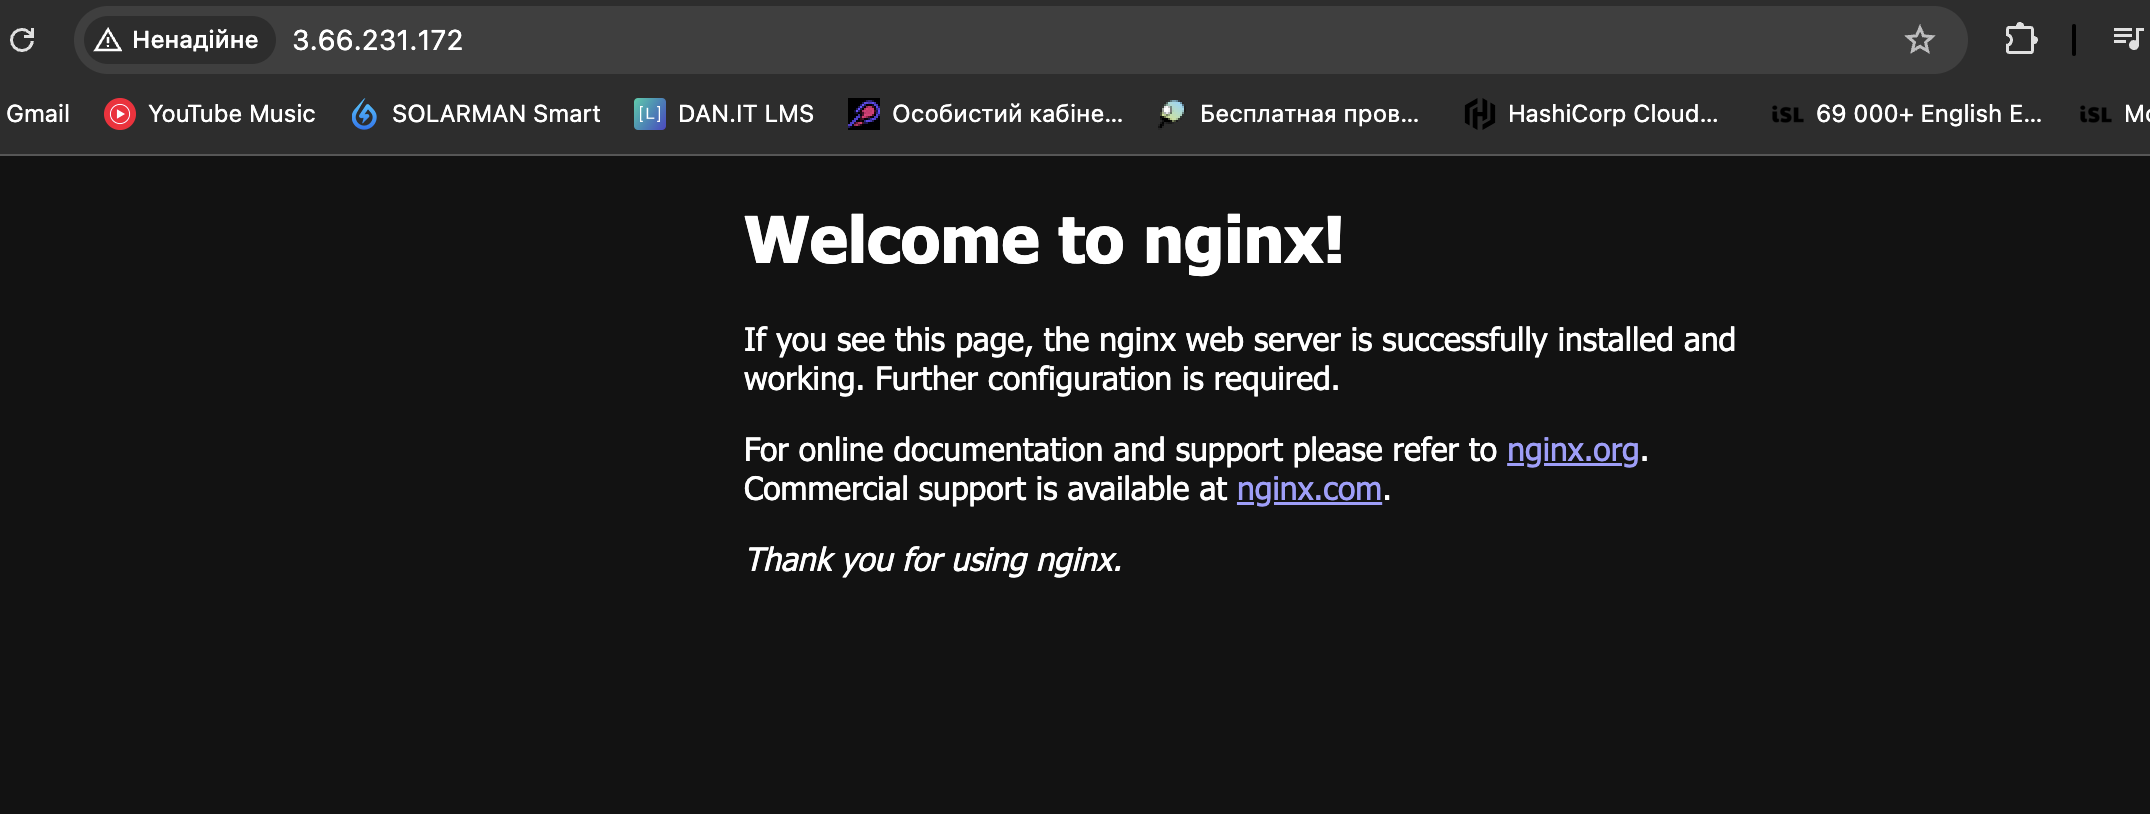 Ненадійне 3.66.231.172
Gmail YouTube Music SOLARMAN Smart [L] DAN.IT LMS Особистий кабіне... Бесплатная пров... HashiCorp Cloud... iSL 69 000+ English E... iSL Mo
Welcome to nginx!
If you see this page, the nginx web server is successfully installed and
working. Further configuration is required.
For online documentation and support please refer to nginx.org.
Commercial support is available at nginx.com.
Thank you for using nginx.